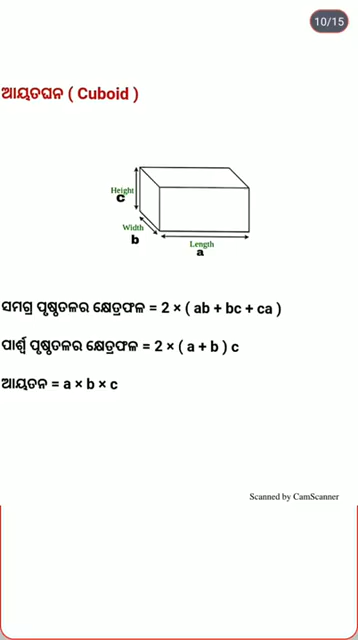 10/15
ଆୟତଘନ ( Cuboid )
Height
c
Width
b
Length
a
ସମଗ୍ର ପୃଷ୍ଠତଳର କ୍ଷେତ୍ରଫଳ = 2 × ( ab + bc + ca )
ପାର୍ଶ୍ଵ ପୃଷ୍ଠତଳର କ୍ଷେତ୍ରଫଳ = 2 × ( a + b ) c
ଆୟତନ = a × b × c
Scanned by CamScanner